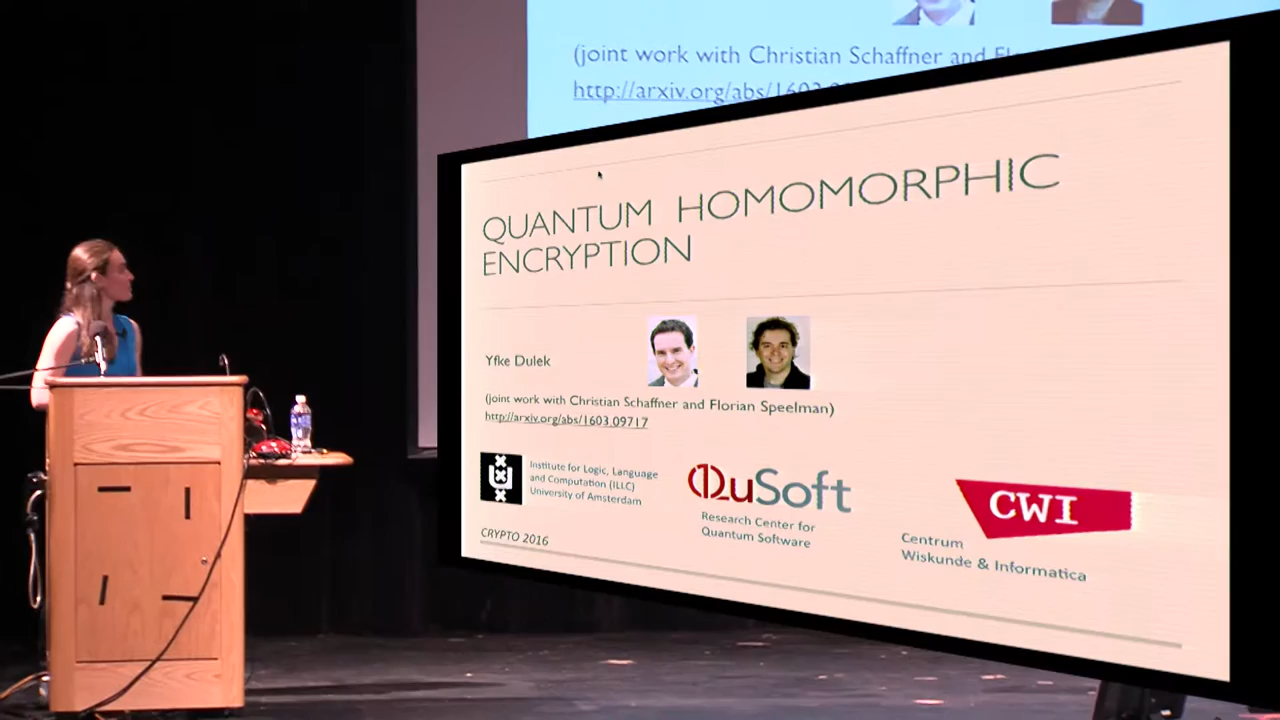 (joint work with Christian Schaffner and
http://arxiv.org/abs/1603
QUANTUM HOMOMORPHIC
ENCRYPTION
Yfke Dulek
(joint work with Christian Schaffner and Florian Speelman)
http://arxiv.org/abs/1603.09717
Institute for Logic, Language
and Computation (ILLC)
University of Amsterdam
QuSoft
Research Center for
Quantum Software
CWI
Centrum
Wiskunde & Informatica
CRYPTO 2016